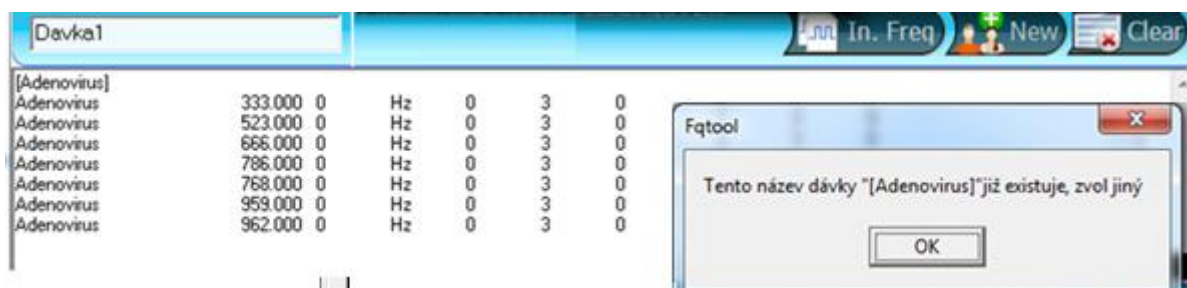 Davka1
In. Freq New Clear
[Adenovirus]
Adenovirus 333.000 0 Hz 0 3 0
Adenovirus 523.000 0 Hz 0 3 0
Adenovirus 666.000 0 Hz 0 3 0
Adenovirus 786.000 0 Hz 0 3 0
Adenovirus 768.000 0 Hz 0 3 0
Adenovirus 959.000 0 Hz 0 3 0
Adenovirus 962.000 0 Hz 0 3 0
Fqtool
Tento název dávky "[Adenovirus]"již existuje, zvol jiný
OK